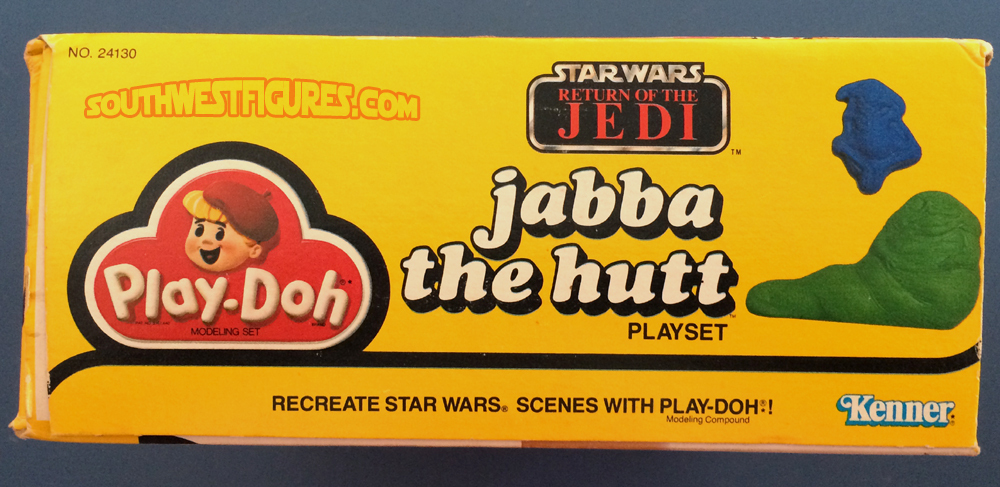 NO. 24130
SOUTHWESTFIGURES.COM
STAR WARS
RETURN OF THE
JEDI
TM
jabba
the hutt
PLAYSET
Play-Doh®
MODELING SET
RECREATE STAR WARS® SCENES WITH PLAY-DOH®!
Modeling Compound
Kenner